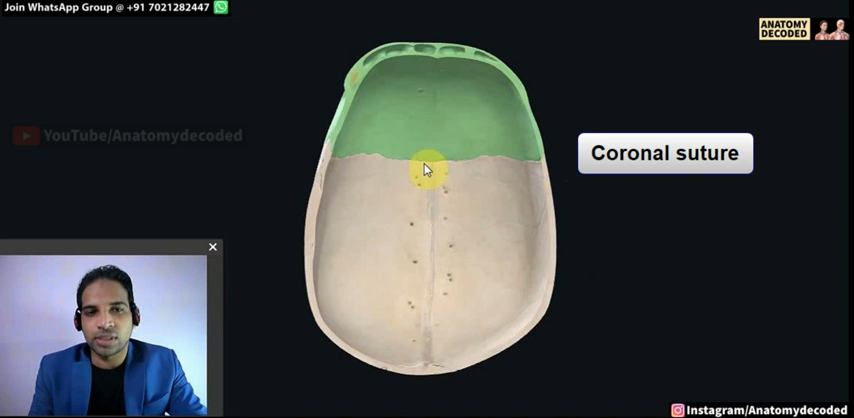 Join WhatsApp Group @ +91 7021282447
ANATOMY
DECODED
YouTube/Anatomydecoded
Coronal suture
Instagram/Anatomydecoded